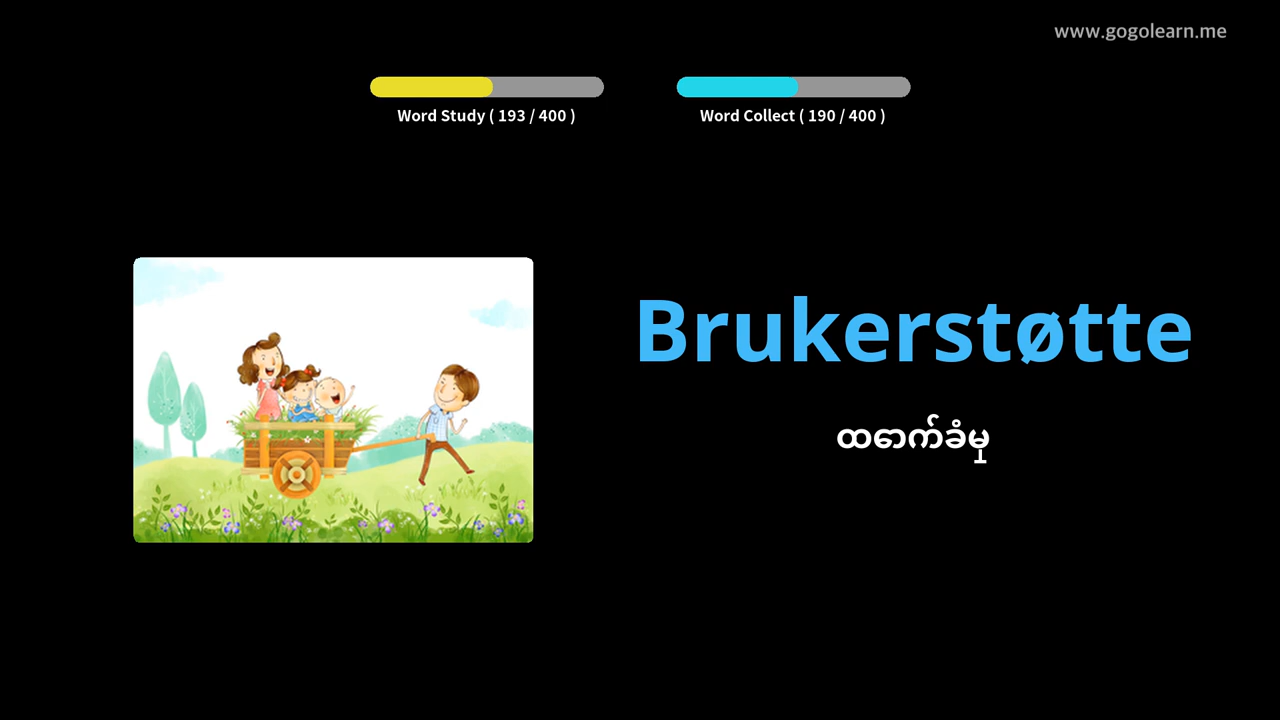 www.gogolearn.me
Word Study ( 193 / 400 )
Word Collect ( 190 / 400 )
Brukerstøtte
ထောက်ခံမှု